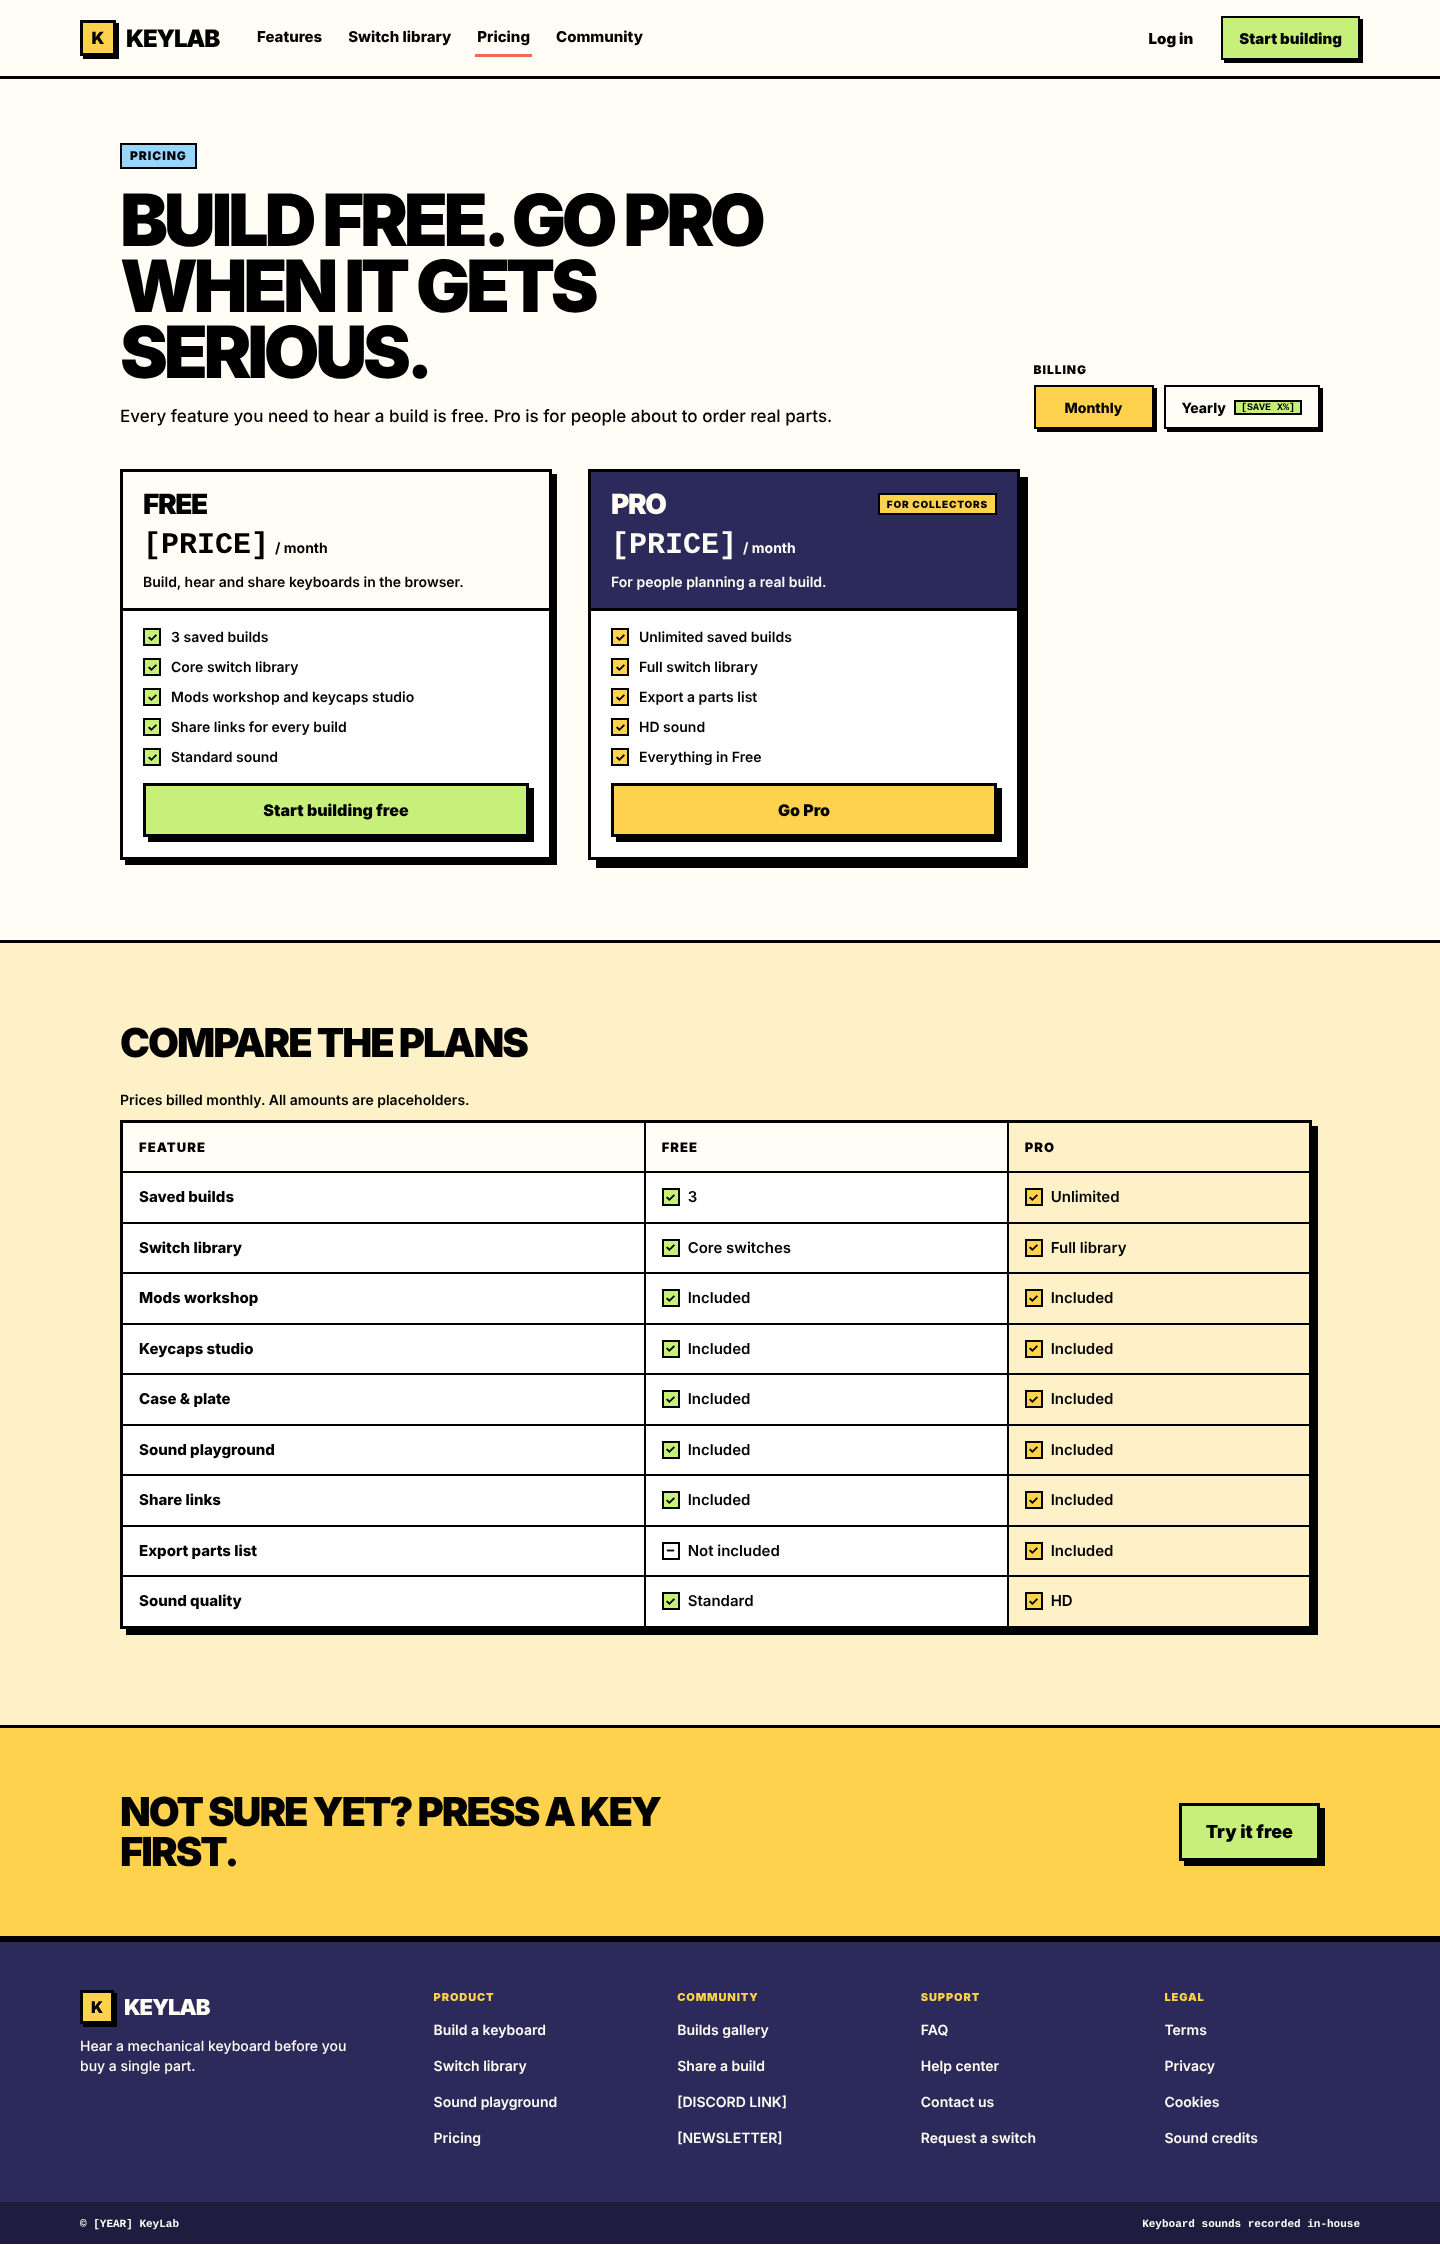 K KEYLAB Features Switch library Pricing Community Log in Start building
PRICING
BUILD FREE. GO PRO
WHEN IT GETS
SERIOUS.
Every feature you need to hear a build is free. Pro is for people about to order real parts.
BILLING
Monthly Yearly [SAVE X%]
FREE
[PRICE] / month
Build, hear and share keyboards in the browser.
3 saved builds
Core switch library
Mods workshop and keycaps studio
Share links for every build
Standard sound
Start building free
PRO FOR COLLECTORS
[PRICE] / month
For people planning a real build.
Unlimited saved builds
Full switch library
Export a parts list
HD sound
Everything in Free
Go Pro
COMPARE THE PLANS
Prices billed monthly. All amounts are placeholders.
FEATURE FREE PRO
Saved builds 3 Unlimited
Switch library Core switches Full library
Mods workshop Included Included
Keycaps studio Included Included
Case & plate Included Included
Sound playground Included Included
Share links Included Included
Export parts list Not included Included
Sound quality Standard HD
NOT SURE YET? PRESS A KEY
FIRST.
Try it free
K KEYLAB
Hear a mechanical keyboard before you
buy a single part.
PRODUCT
Build a keyboard
Switch library
Sound playground
Pricing
COMMUNITY
Builds gallery
Share a build
[DISCORD LINK]
[NEWSLETTER]
SUPPORT
FAQ
Help center
Contact us
Request a switch
LEGAL
Terms
Privacy
Cookies
Sound credits
© [YEAR] KeyLab
Keyboard sounds recorded in-house